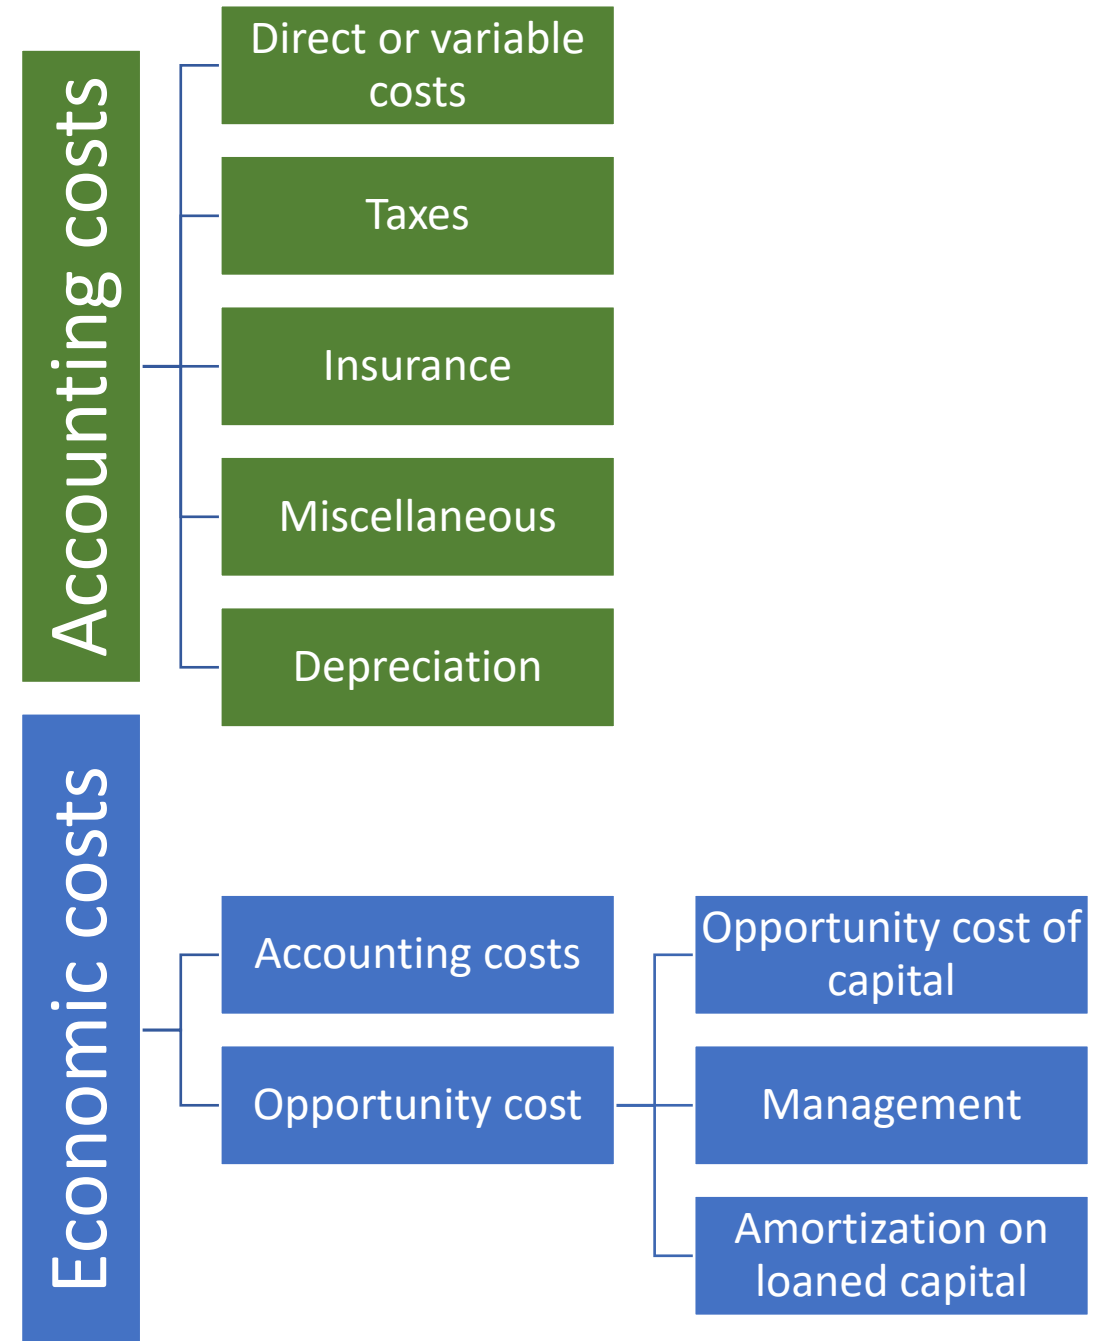 Accounting costs
Direct or variable
costs
Taxes
Insurance
Miscellaneous
Depreciation
Economic costs
Accounting costs
Opportunity cost
Opportunity cost of
capital
Management
Amortization on
loaned capital